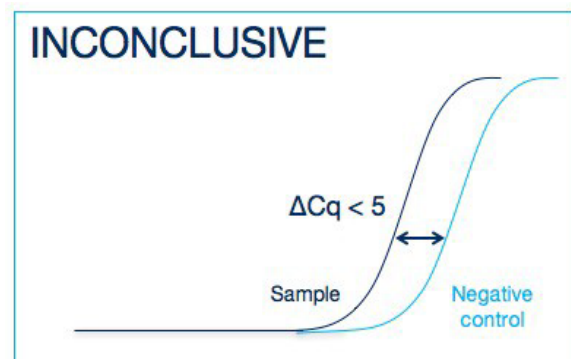 INCONCLUSIVE
ΔCq < 5
Sample
Negative
control